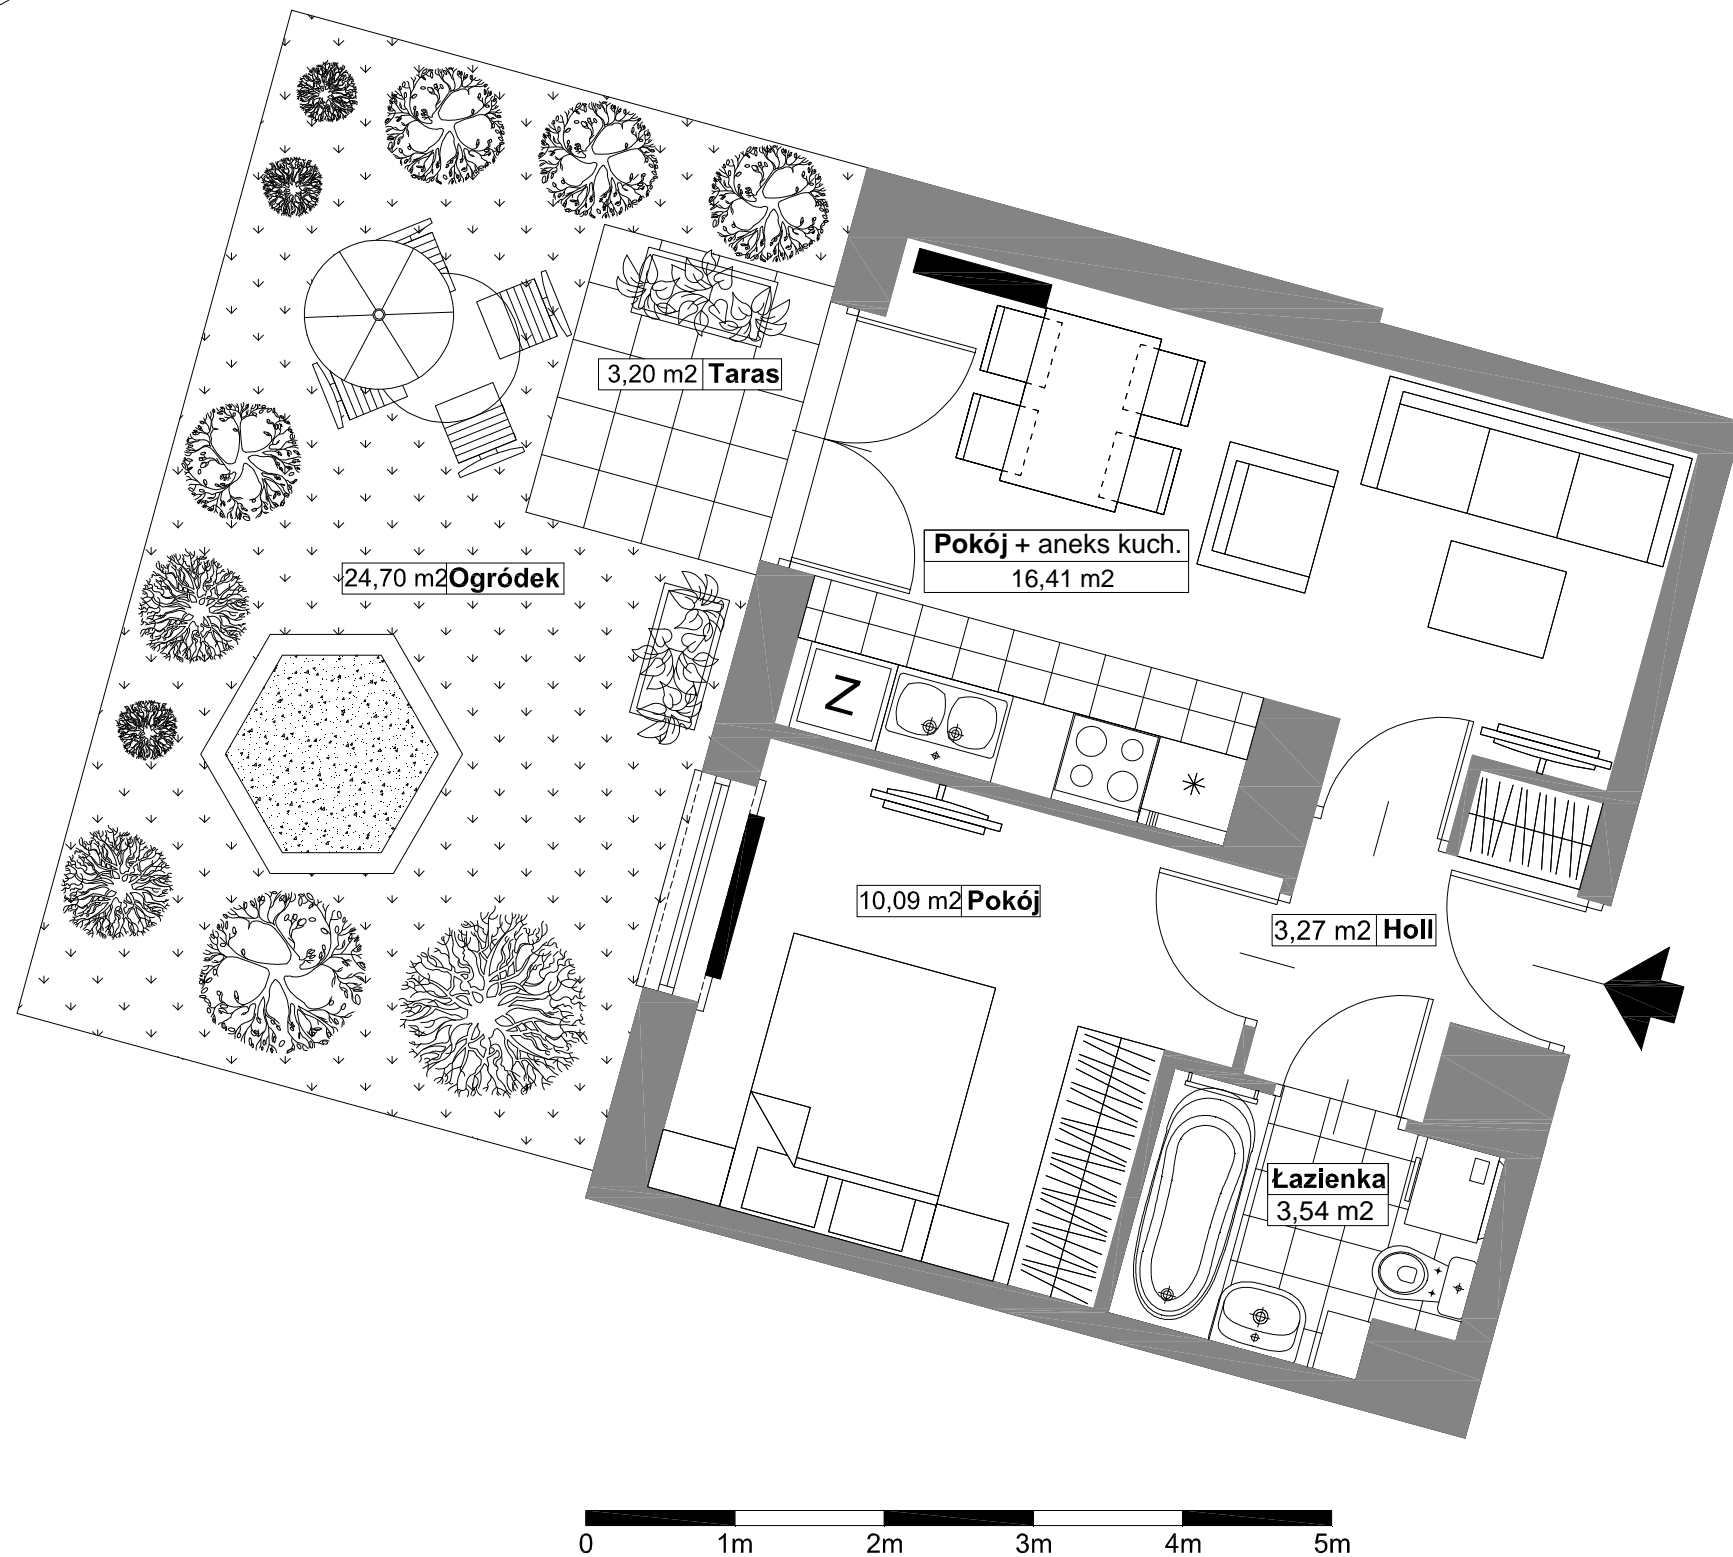 3,20 m2 Taras
Pokój + aneks kuch.
16,41 m2
24,70 m2 Ogródek
Z
10,09 m2 Pokój
3,27 m2 Holl
Łazienka
3,54 m2
0 1m 2m 3m 4m 5m